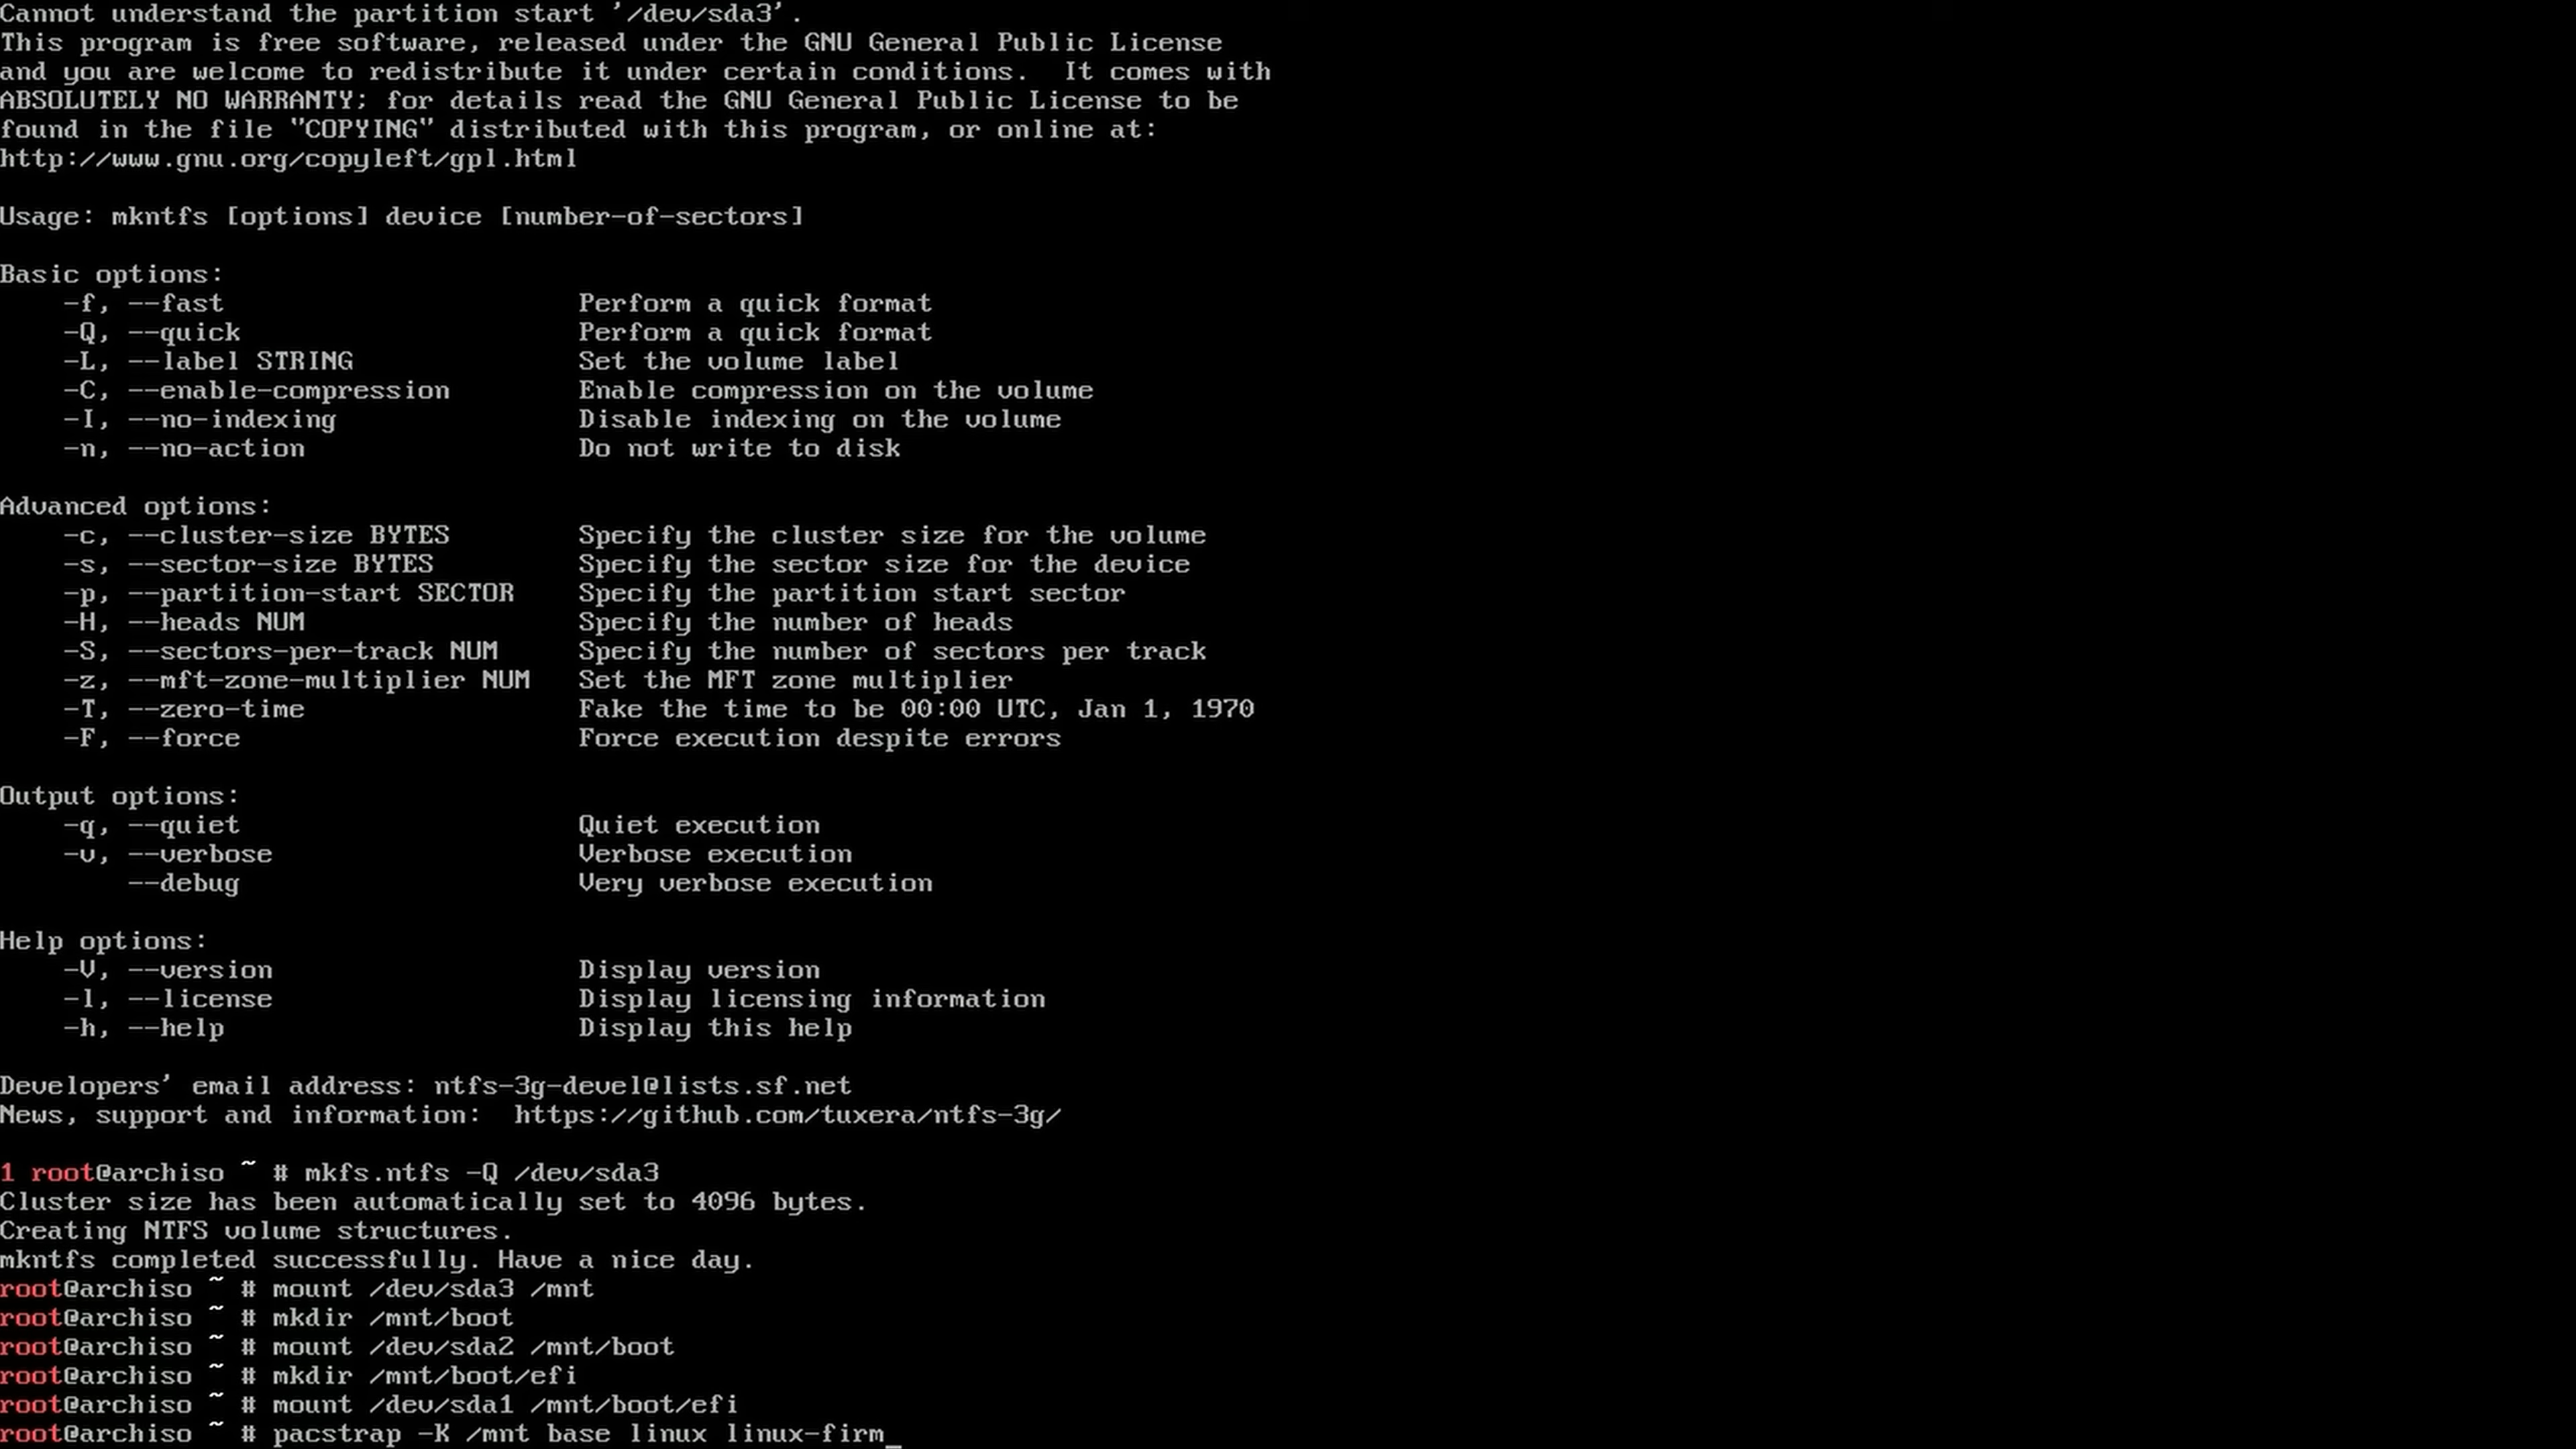 Cannot understand the partition start '/dev/sda3'.
This program is free software, released under the GNU General Public License
and you are welcome to redistribute it under certain conditions.  It comes with
ABSOLUTELY NO WARRANTY; for details read the GNU General Public License to be
found in the file "COPYING" distributed with this program, or online at:
http://www.gnu.org/copyleft/gpl.html

Usage: mkntfs [options] device [number-of-sectors]

Basic options:
    -f, --fast                      Perform a quick format
    -Q, --quick                     Perform a quick format
    -L, --label STRING              Set the volume label
    -C, --enable-compression        Enable compression on the volume
    -I, --no-indexing               Disable indexing on the volume
    -n, --no-action                 Do not write to disk

Advanced options:
    -c, --cluster-size BYTES        Specify the cluster size for the volume
    -s, --sector-size BYTES         Specify the sector size for the device
    -p, --partition-start SECTOR    Specify the partition start sector
    -H, --heads NUM                 Specify the number of heads
    -S, --sectors-per-track NUM     Specify the number of sectors per track
    -z, --mft-zone-multiplier NUM   Set the MFT zone multiplier
    -T, --zero-time                 Fake the time to be 00:00 UTC, Jan 1, 1970
    -F, --force                     Force execution despite errors

Output options:
    -q, --quiet                     Quiet execution
    -v, --verbose                   Verbose execution
        --debug                     Very verbose execution

Help options:
    -V, --version                   Display version
    -l, --license                   Display licensing information
    -h, --help                      Display this help

Developers' email address: ntfs-3g-devel@lists.sf.net
News, support and information:  https://github.com/tuxera/ntfs-3g/

1 root@archiso ~ # mkfs.ntfs -Q /dev/sda3
Cluster size has been automatically set to 4096 bytes.
Creating NTFS volume structures.
mkntfs completed successfully. Have a nice day.
root@archiso ~ # mount /dev/sda3 /mnt
root@archiso ~ # mkdir /mnt/boot
root@archiso ~ # mount /dev/sda2 /mnt/boot
root@archiso ~ # mkdir /mnt/boot/efi
root@archiso ~ # mount /dev/sda1 /mnt/boot/efi
root@archiso ~ # pacstrap -K /mnt base linux linux-firm_